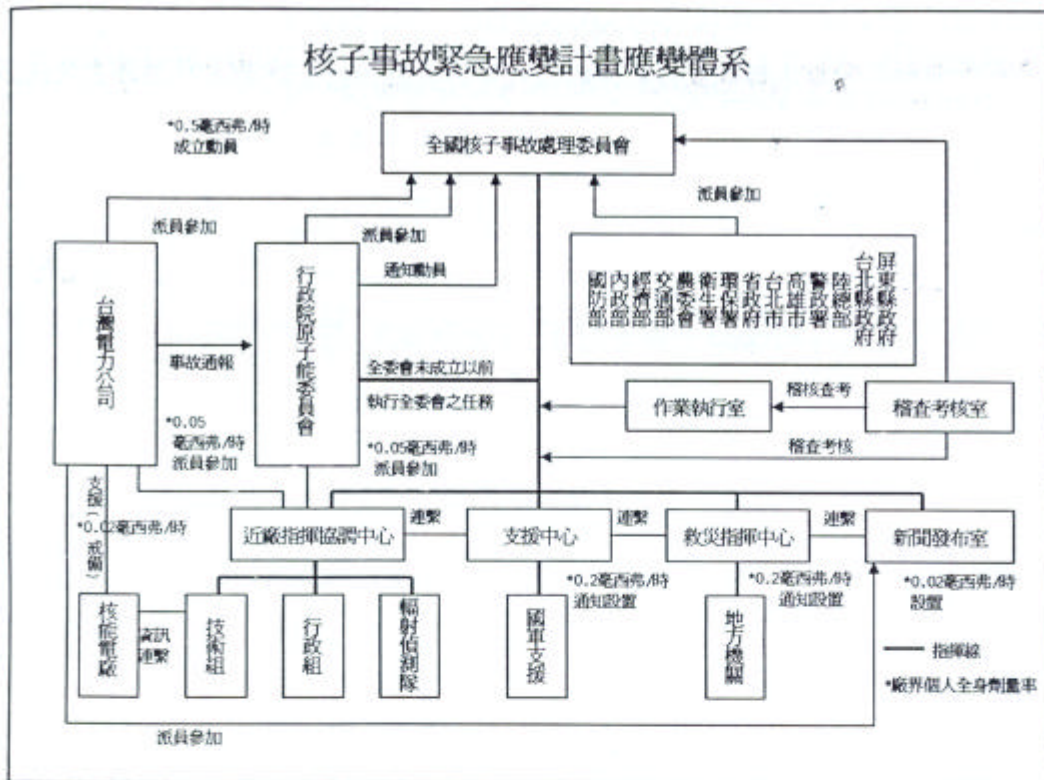 核子事故緊急應變計畫應變體系
*0.5毫西弗/時
成立動員
全國核子事故處理委員會
派員參加
派員參加
派員參加
通知動員
台灣電力公司
行政院原子能委員會
國防部
內政部
經濟部
交通部
農委會
衛生署
環保署
省政府
台北市
高雄市
警政署
陸總部
台北縣政府
屏東縣政府
事故通報
全委會未成立以前
執行全委會之任務
作業執行室
稽核查考
稽查考核室
*0.05
毫西弗/時
派員參加
*0.05毫西弗/時
派員參加
稽查考核
支援(戒備)
*0.02毫西弗/時
近廠指揮協調中心
連繫
支援中心
連繫
救災指揮中心
連繫
新聞發布室
*0.2毫西弗/時
通知設置
*0.2毫西弗/時
通知設置
*0.02毫西弗/時
設置
核能電廠
資訊
連繫
技術組
行政組
輻射偵測隊
國軍支援
地方機關
指揮線
*廠界個人全身劑量率
派員參加